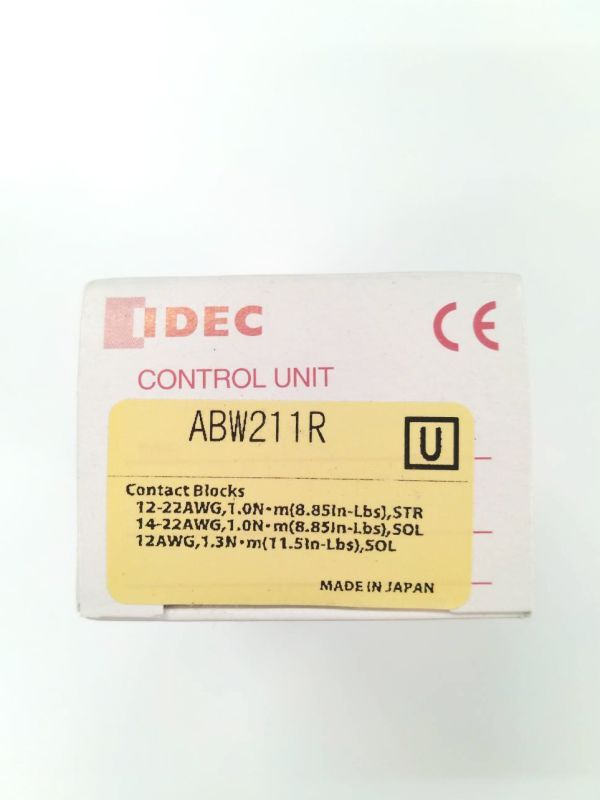 IDEC
CE
CONTROL UNIT
ABW211R
U
Contact Blocks
12-22AWG,1.0N·m(8.85In-Lbs),STR
14-22AWG,1.0N·m(8.85In-Lbs),SOL
12AWG,1.3N·m(11.5In-Lbs),SOL
MADE IN JAPAN